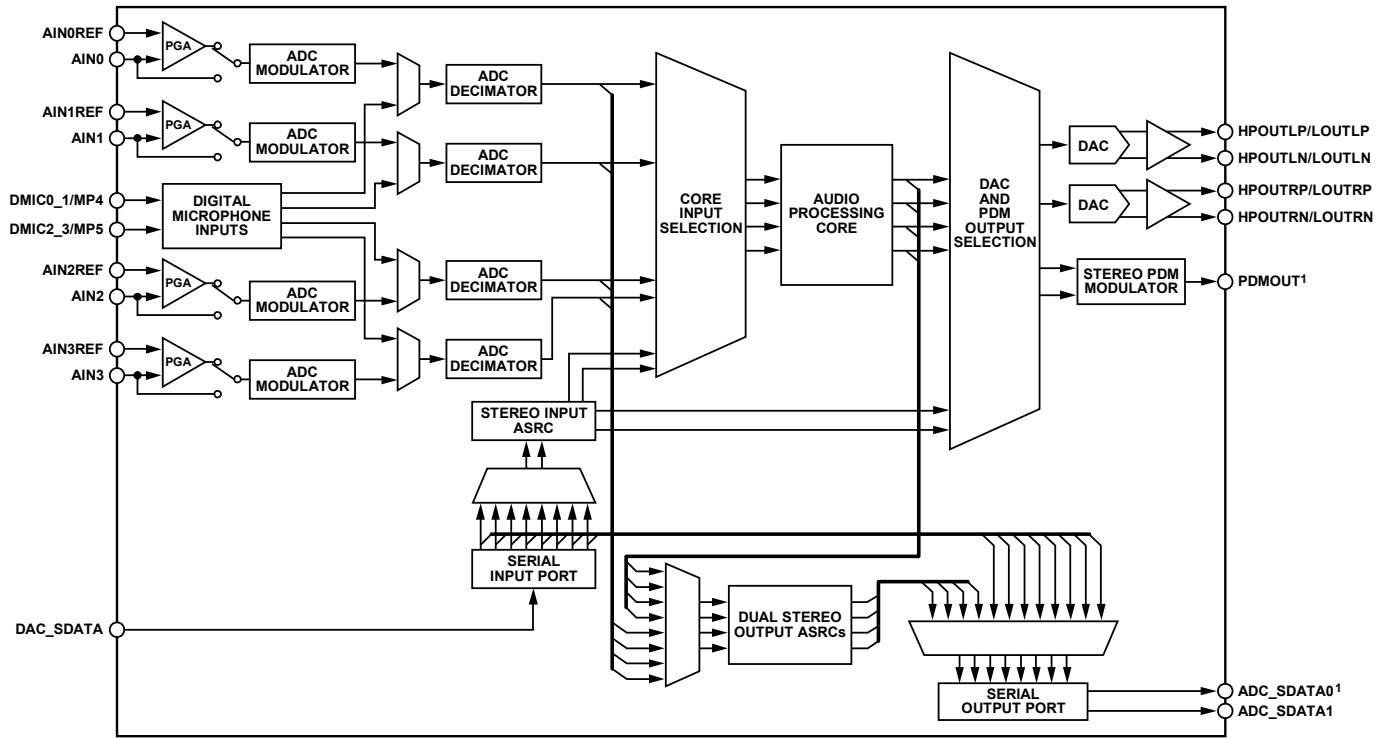 AIN0REF
AIN0
PGA
ADC
MODULATOR
ADC
DECIMATOR
AIN1REF
AIN1
PGA
ADC
MODULATOR
ADC
DECIMATOR
DMIC0_1/MP4
DMIC2_3/MP5
DIGITAL
MICROPHONE
INPUTS
AIN2REF
AIN2
PGA
ADC
MODULATOR
ADC
DECIMATOR
AIN3REF
AIN3
PGA
ADC
MODULATOR
ADC
DECIMATOR
CORE
INPUT
SELECTION
AUDIO
PROCESSING
CORE
DAC
AND
PDM
OUTPUT
SELECTION
DAC
HPOUTLP/LOUTLP
HPOUTLN/LOUTLN
DAC
HPOUTRP/LOUTRP
HPOUTRN/LOUTRN
STEREO PDM
MODULATOR
PDMOUT¹
STEREO INPUT
ASRC
SERIAL
INPUT PORT
DAC_SDATA
DUAL STEREO
OUTPUT ASRCs
SERIAL
OUTPUT PORT
ADC_SDATA0¹
ADC_SDATA1